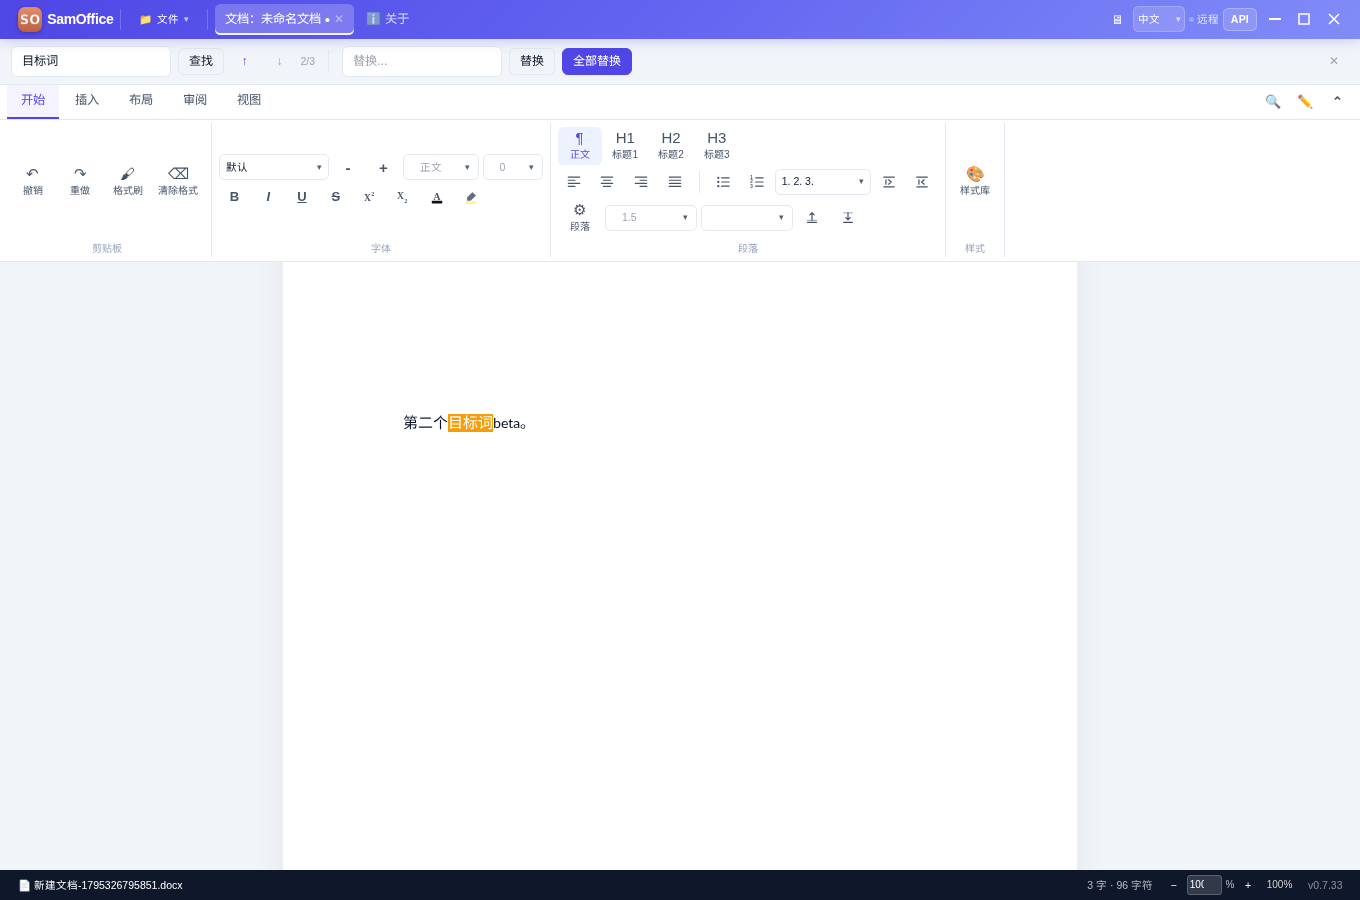 SO SamOffice 📁 文件 ▾ 文档：未命名文档 ● ✕ ℹ️ 关于 🖥 中文 ▾ 远程 API
目标词 查找 ↑ ↓ 2/3 替换... 替换 全部替换 ✕
开始 插入 布局 审阅 视图
¶ H1 H2 H3
正文 标题1 标题2 标题3
撤销 重做 格式刷 清除格式
默认 ▾ - + 正文 ▾ 0 ▾
B I U S X² X₂ A
1. 2. 3. ▾
段落 1.5 ▾
样式库
剪贴板 字体 段落 样式
第二个目标词beta。
新建文档-1795326795851.docx 3 字 · 96 字符 − 100 % + 100% v0.7.33